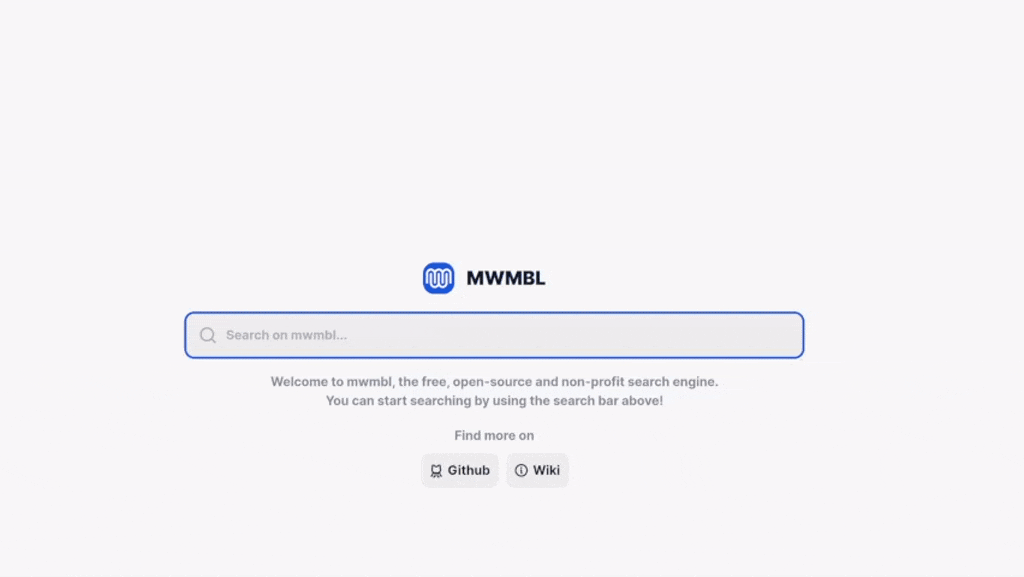 MWMBL
Search on mwmbl...
Welcome to mwmbl, the free, open-source and non-profit search engine.
You can start searching by using the search bar above!
Find more on
Github
Wiki